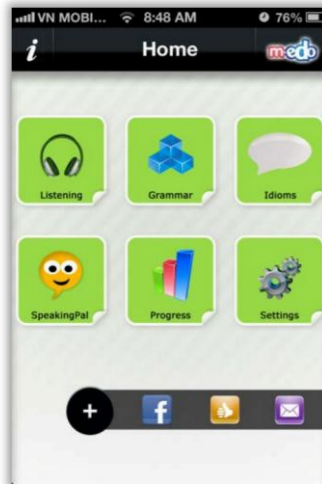 VN MOBI... 8:48 AM 76%
i Home medo
Listening Grammar Idioms
SpeakingPal Progress Settings
+ f